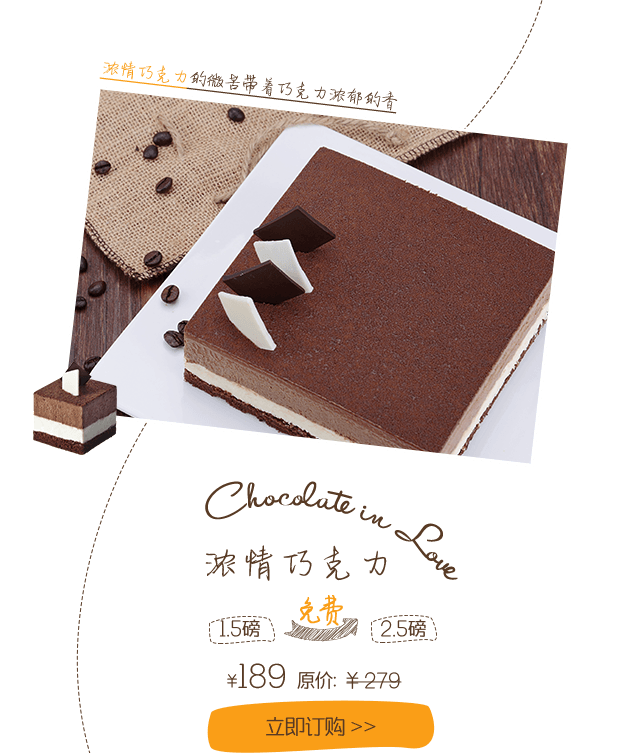 浓情巧克力的微苦带着巧克力浓郁的香
Chocolate in Love
浓情巧克力
免费
1.5磅 2.5磅
¥189 原价: ¥279
立即订购 >>